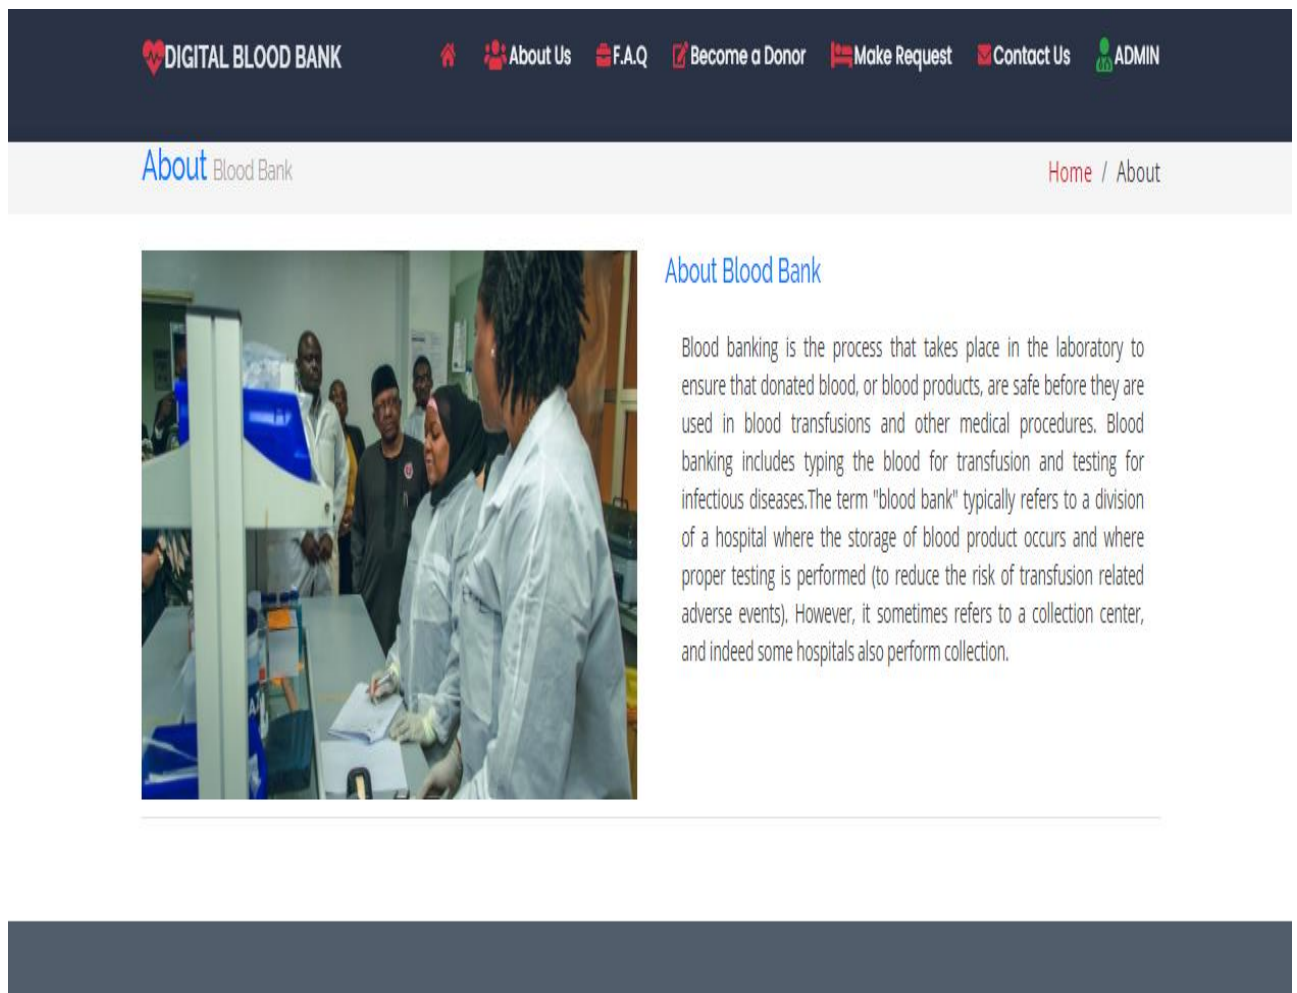 DIGITAL BLOOD BANK
About Us
F.A.Q
Become a Donor
Make Request
Contact Us
ADMIN
About Blood Bank
Home / About
About Blood Bank
Blood banking is the process that takes place in the laboratory to
ensure that donated blood, or blood products, are safe before they are
used in blood transfusions and other medical procedures. Blood
banking includes typing the blood for transfusion and testing for
infectious diseases.The term "blood bank" typically refers to a division
of a hospital where the storage of blood product occurs and where
proper testing is performed (to reduce the risk of transfusion related
adverse events). However, it sometimes refers to a collection center,
and indeed some hospitals also perform collection.